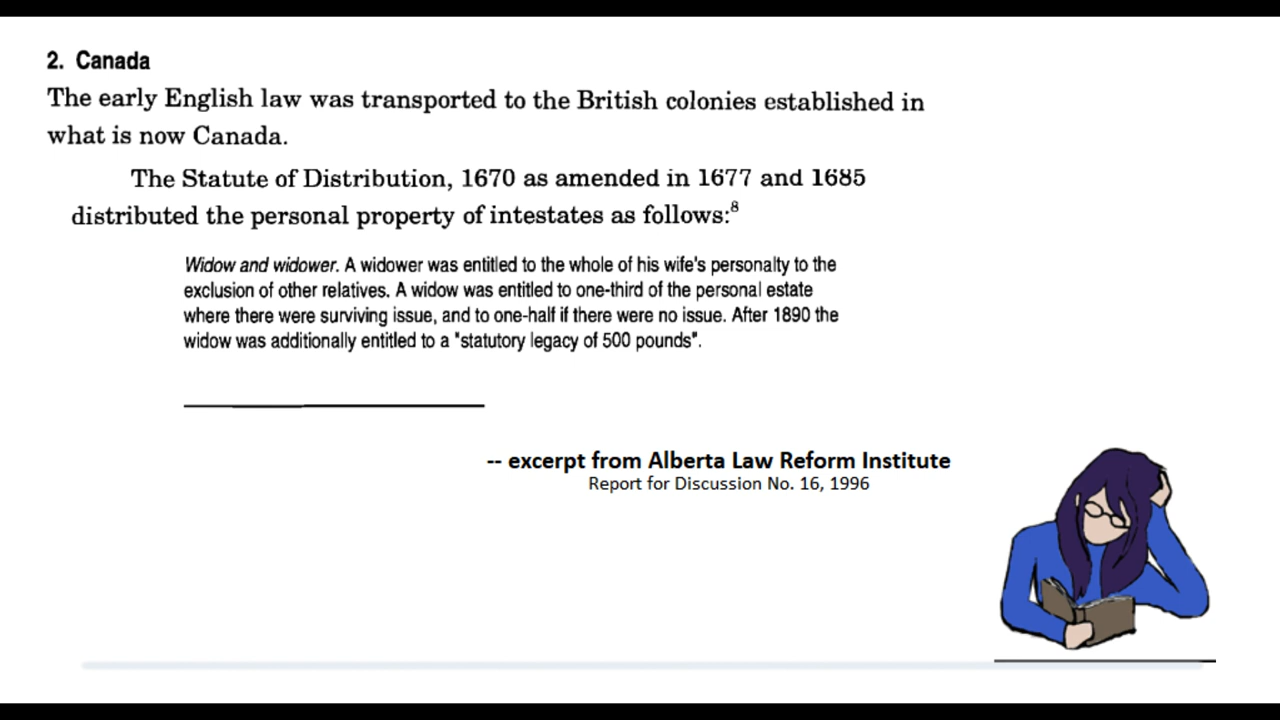 2. Canada
The early English law was transported to the British colonies established in
what is now Canada.
The Statute of Distribution, 1670 as amended in 1677 and 1685
distributed the personal property of intestates as follows:⁸
Widow and widower. A widower was entitled to the whole of his wife's personalty to the
exclusion of other relatives. A widow was entitled to one-third of the personal estate
where there were surviving issue, and to one-half if there were no issue. After 1890 the
widow was additionally entitled to a "statutory legacy of 500 pounds".
-- excerpt from Alberta Law Reform Institute
Report for Discussion No. 16, 1996